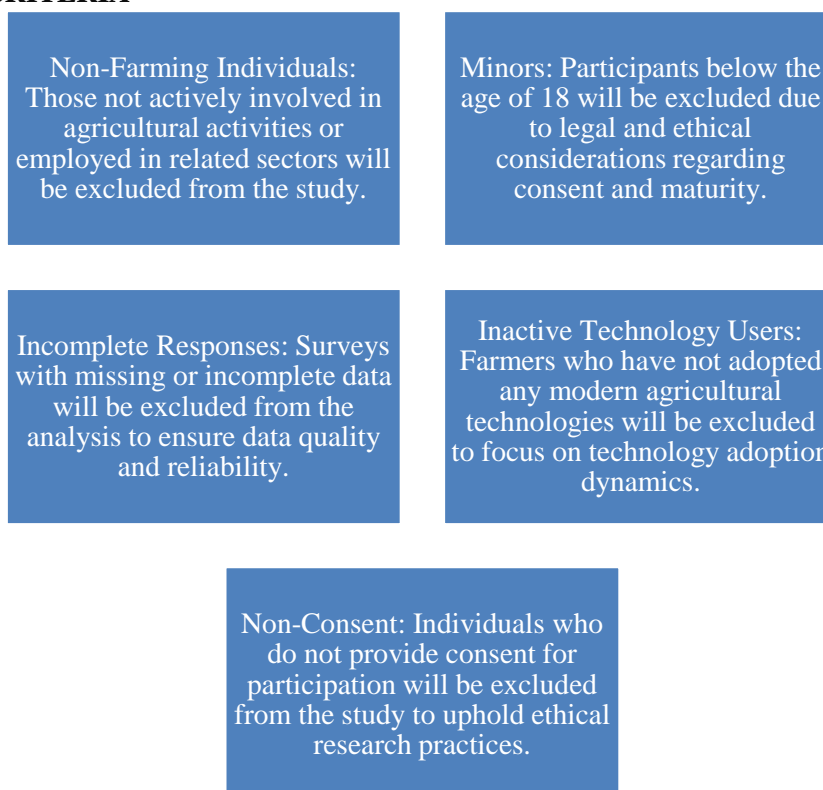 Non-Farming Individuals:
Those not actively involved in
agricultural activities or
employed in related sectors will
be excluded from the study.
Minors: Participants below the
age of 18 will be excluded due
to legal and ethical
considerations regarding
consent and maturity.
Incomplete Responses: Surveys
with missing or incomplete data
will be excluded from the
analysis to ensure data quality
and reliability.
Inactive Technology Users:
Farmers who have not adopted
any modern agricultural
technologies will be excluded
to focus on technology adoption
dynamics.
Non-Consent: Individuals who
do not provide consent for
participation will be excluded
from the study to uphold ethical
research practices.